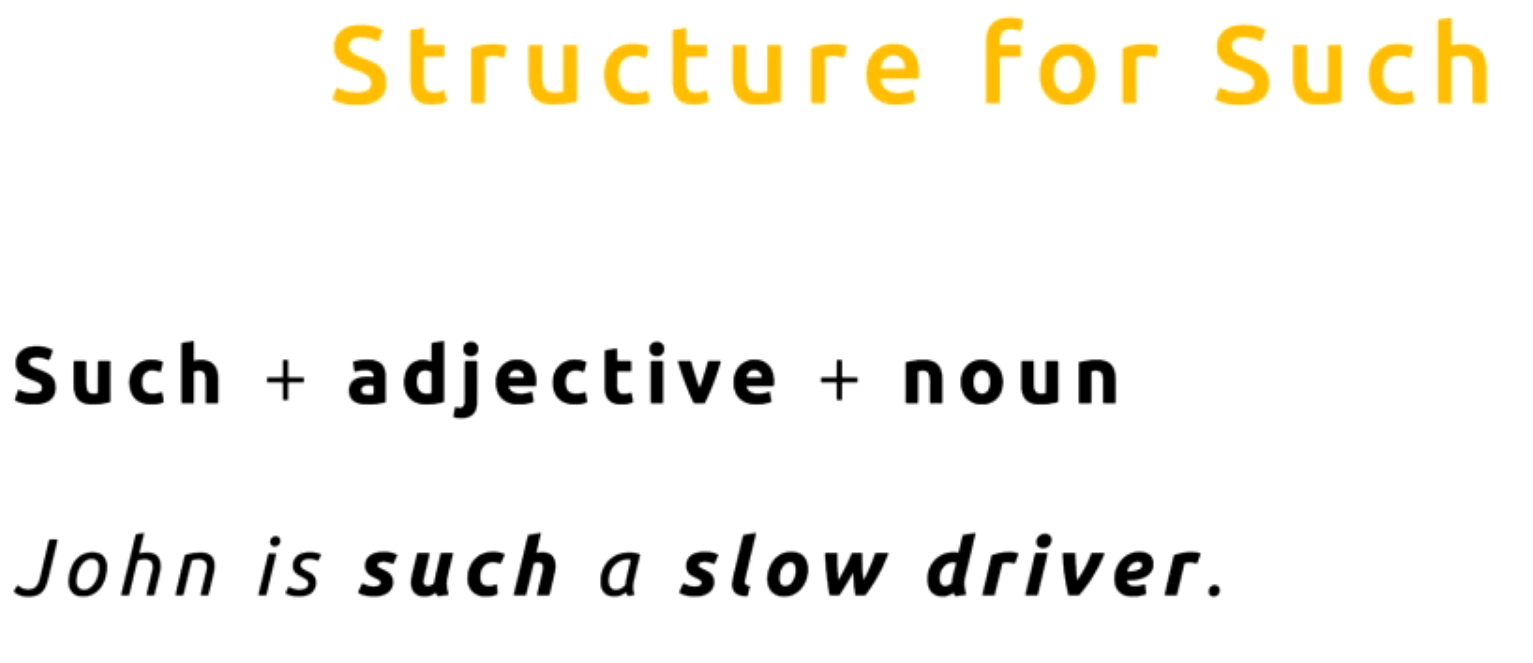 Structure for Such
Such + adjective + noun
John is such a slow driver.